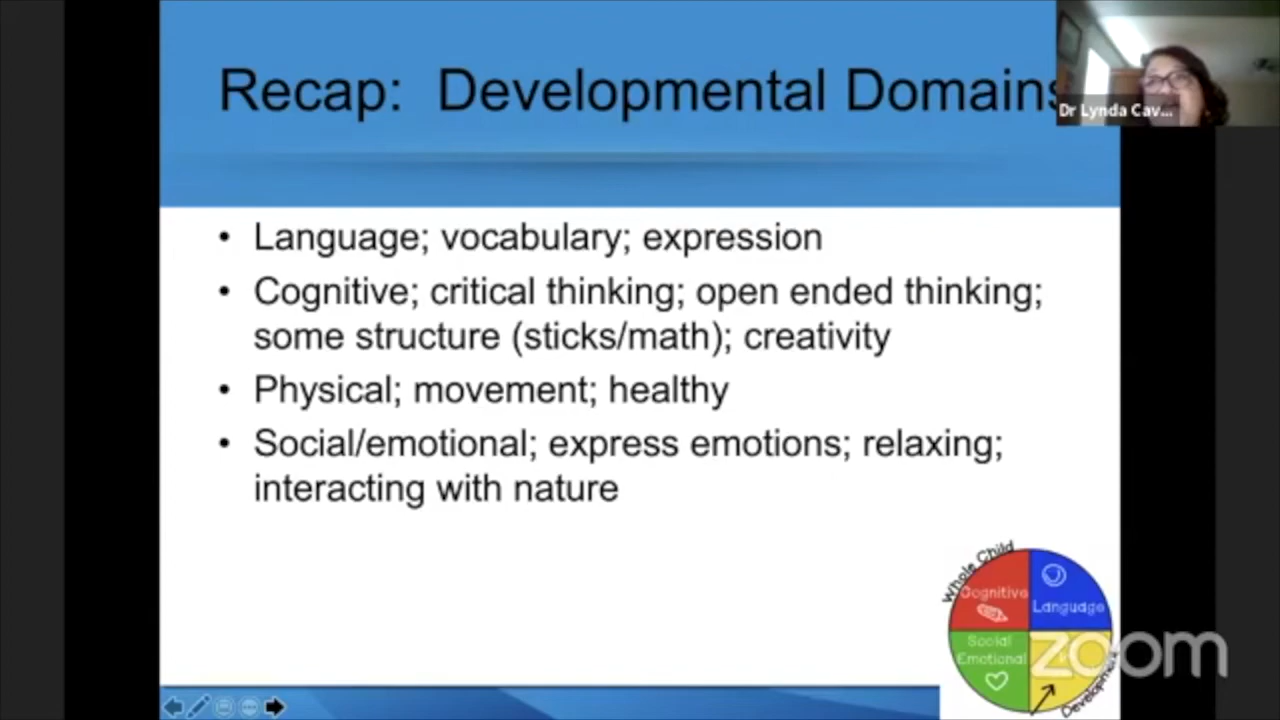 Recap: Developmental Domains
Dr Lynda Cav...
• Language; vocabulary; expression
• Cognitive; critical thinking; open ended thinking;
some structure (sticks/math); creativity
• Physical; movement; healthy
• Social/emotional; express emotions; relaxing;
interacting with nature
Whole Child
Cognitive
Language
Social
Emotional
Development
zoom